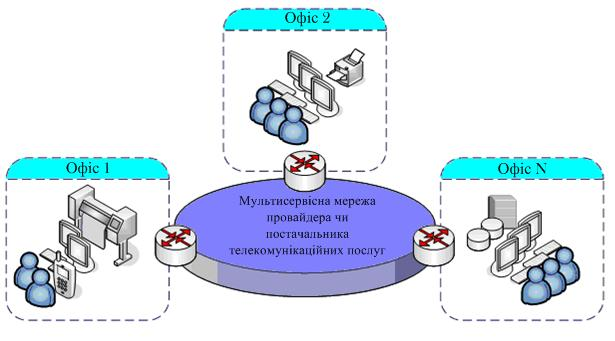 Офіс 2
Офіс 1
Офіс N
Мультисервісна мережа
провайдера чи
постачальника
телекомунікаційних послуг